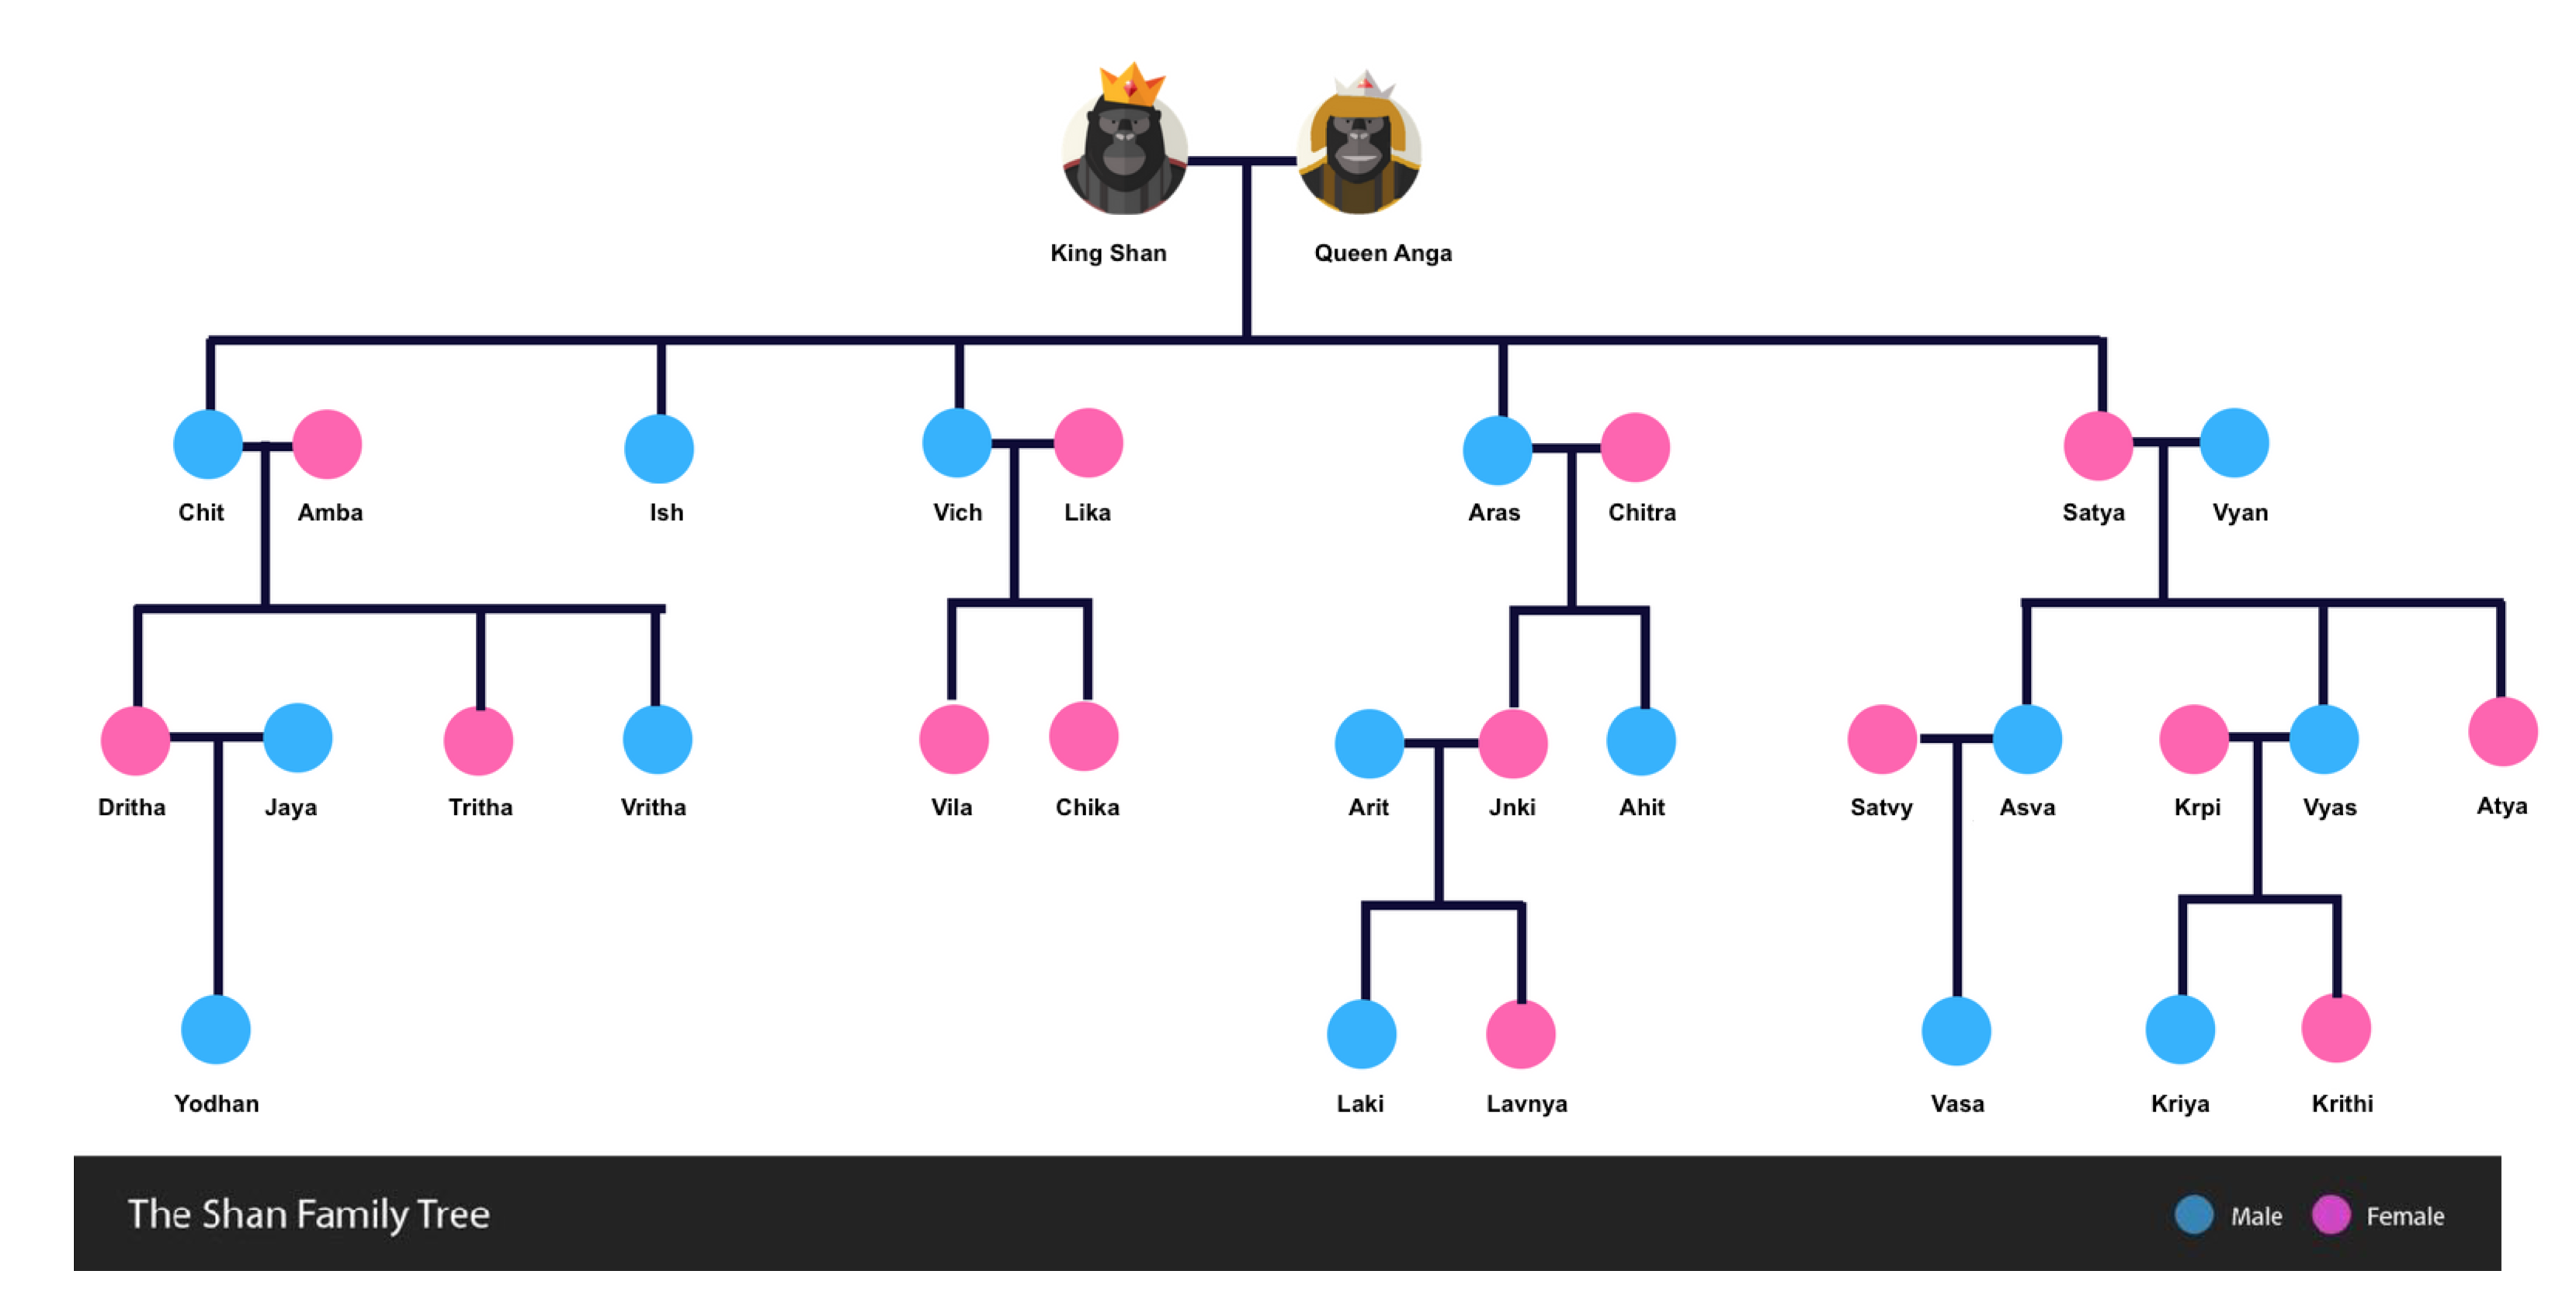 King Shan Queen Anga
Chit Amba Ish Vich Lika Aras Chitra Satya Vyan
Dritha Jaya Tritha Vritha Vila Chika Arit Jnki Ahit Satvy Asva Krpi Vyas Atya
Yodhan Laki Lavnya Vasa Kriya Krithi
The Shan Family Tree Male Female